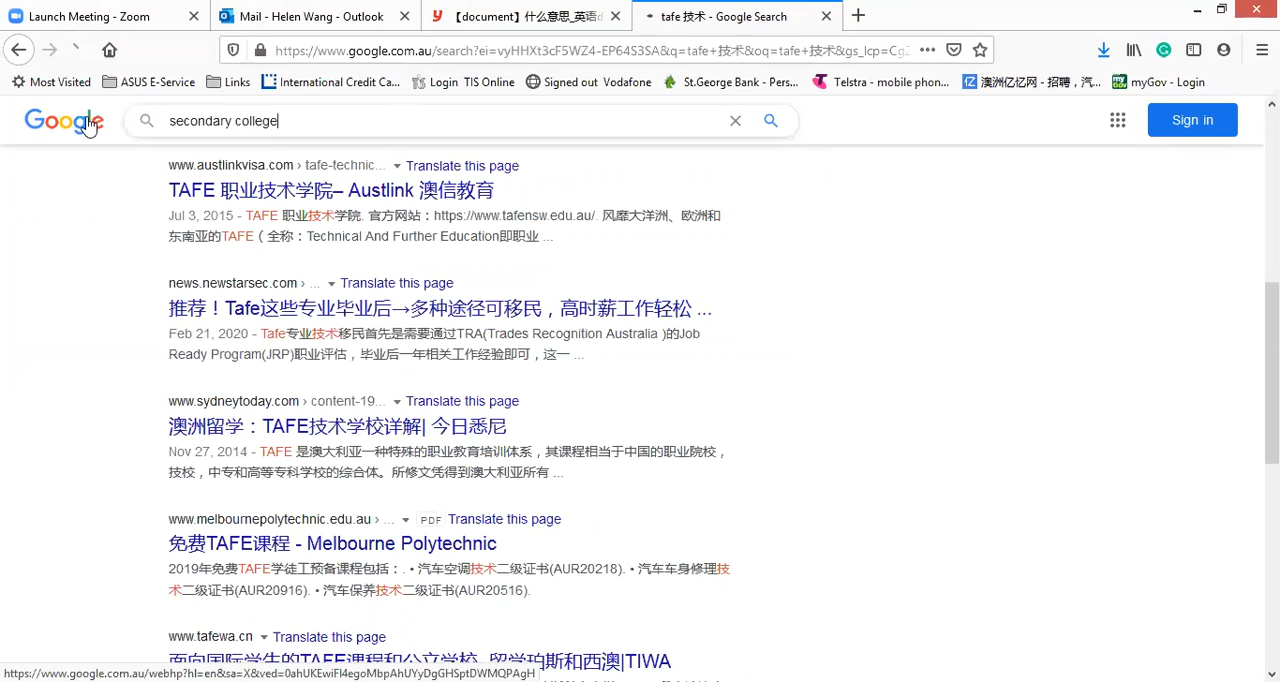 Launch Meeting - Zoom
Mail - Helen Wang - Outlook
【document】什么意思_英语
tafe 技术 - Google Search
https://www.google.com.au/search?ei=vyHHXt3cF5WZ4-EP64S3SA&q=tafe+技术&oq=tafe+技术&gs_lcp=Cg
Most Visited
ASUS E-Service
Links
International Credit Ca...
Login TIS Online
Signed out Vodafone
St.George Bank - Pers...
Telstra - mobile phon...
澳洲亿忆网 - 招聘，汽...
myGov - Login
Google
secondary college
Sign in
www.austlinkvisa.com › tafe-technic... Translate this page
TAFE 职业技术学院– Austlink 澳信教育
Jul 3, 2015 - TAFE 职业技术学院. 官方网站：https://www.tafensw.edu.au/. 风靡大洋洲、欧洲和
东南亚的TAFE（全称：Technical And Further Education即职业 ...
news.newstarsec.com › ... Translate this page
推荐！Tafe这些专业毕业后→多种途径可移民，高时薪工作轻松 ...
Feb 21, 2020 - Tafe专业技术移民首先是需要通过TRA(Trades Recognition Australia )的Job
Ready Program(JRP)职业评估，毕业后一年相关工作经验即可，这一 ...
www.sydneytoday.com › content-19... Translate this page
澳洲留学：TAFE技术学校详解| 今日悉尼
Nov 27, 2014 - TAFE 是澳大利亚一种特殊的职业教育培训体系，其课程相当于中国的职业院校，
技校，中专和高等专科学校的综合体。所修文凭得到澳大利亚所有 ...
www.melbournepolytechnic.edu.au › ... PDF Translate this page
免费TAFE课程 - Melbourne Polytechnic
2019年免费TAFE学徒工预备课程包括：. • 汽车空调技术二级证书(AUR20218). • 汽车车身修理技
术二级证书(AUR20916). • 汽车保养技术二级证书(AUR20516).
www.tafewa.cn Translate this page
面向国际学生的TAFE课程和公立学校_留学珀斯和西澳|TIWA
https://www.google.com.au/webhp?hl=en&sa=X&ved=0ahUKEwiFl4egoMbpAhUYyDgGHSptDWMQPAgH